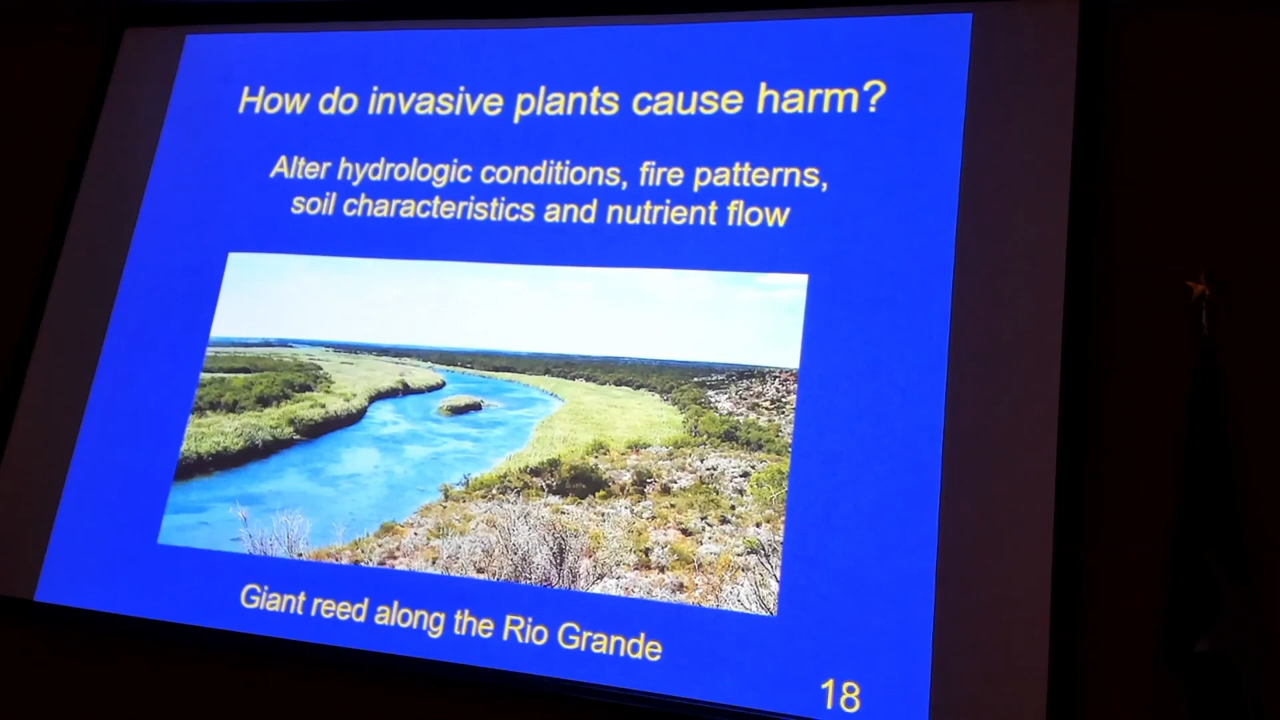 How do invasive plants cause harm?
Alter hydrologic conditions, fire patterns,
soil characteristics and nutrient flow
Giant reed along the Rio Grande
18